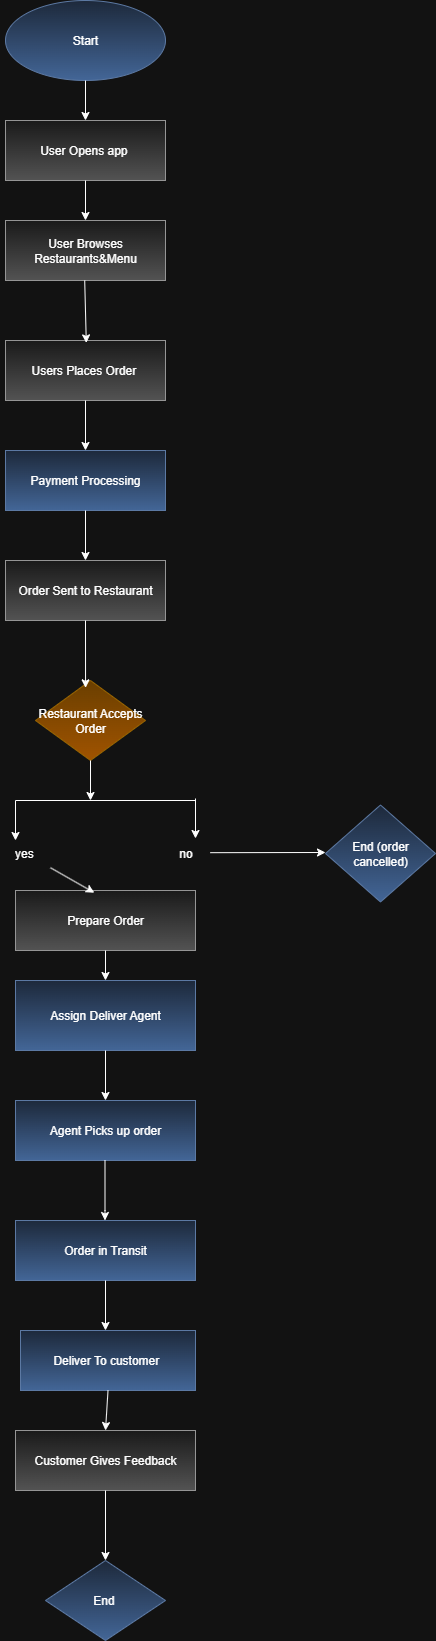 Start
User Opens app
User Browses
Restaurants&Menu
Users Places Order
Payment Processing
Order Sent to Restaurant
Restaurant Accepts
Order
yes
no
End (order
cancelled)
Prepare Order
Assign Deliver Agent
Agent Picks up order
Order in Transit
Deliver To customer
Customer Gives Feedback
End